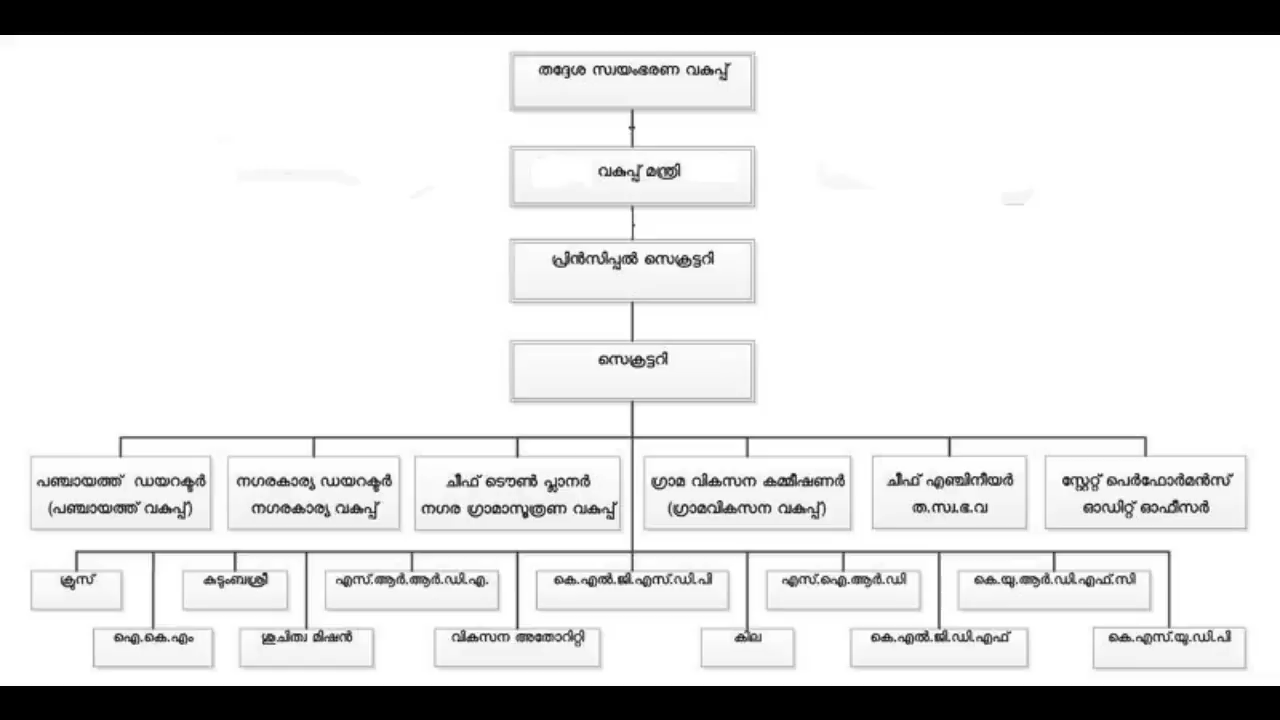 തദ്ദേശ സ്വയംഭരണ വകുപ്പ്
വകുപ്പ് മന്ത്രി
പ്രിൻസിപ്പൽ സെക്രട്ടറി
സെക്രട്ടറി
പഞ്ചായത്ത് ഡയറക്ടർ
(പഞ്ചായത്ത് വകുപ്പ്)
നഗരകാര്യ ഡയറക്ടർ
നഗരകാര്യ വകുപ്പ്
ചീഫ് ടൌൺ പ്ലാനർ
നഗര ഗ്രാമാസൂത്രണ വകുപ്പ്
ഗ്രാമ വികസന കമ്മീഷണർ
(ഗ്രാമവികസന വകുപ്പ്)
ചീഫ് എഞ്ചിനീയർ
ത.സ്വ.ഭ.വ
സ്റ്റേറ്റ് പെർഫോർമൻസ്
ഓഡിറ്റ് ഓഫീസർ
ക്രൂസ്
കുടുംബശ്രീ
എസ്.ആർ.ആർ.ഡി.എ.
കെ.എൽ.ജി.എസ്.ഡി.പി
എസ്.ഐ.ആർ.ഡി
കെ.യു.ആർ.ഡി.എഫ്.സി
ഐ.കെ.എം
ശുചിത്വ മിഷൻ
വികസന അതോറിറ്റി
കില
കെ.എൽ.ജി.ഡി.എഫ്
കെ.എസ്.യു.ഡി.പി